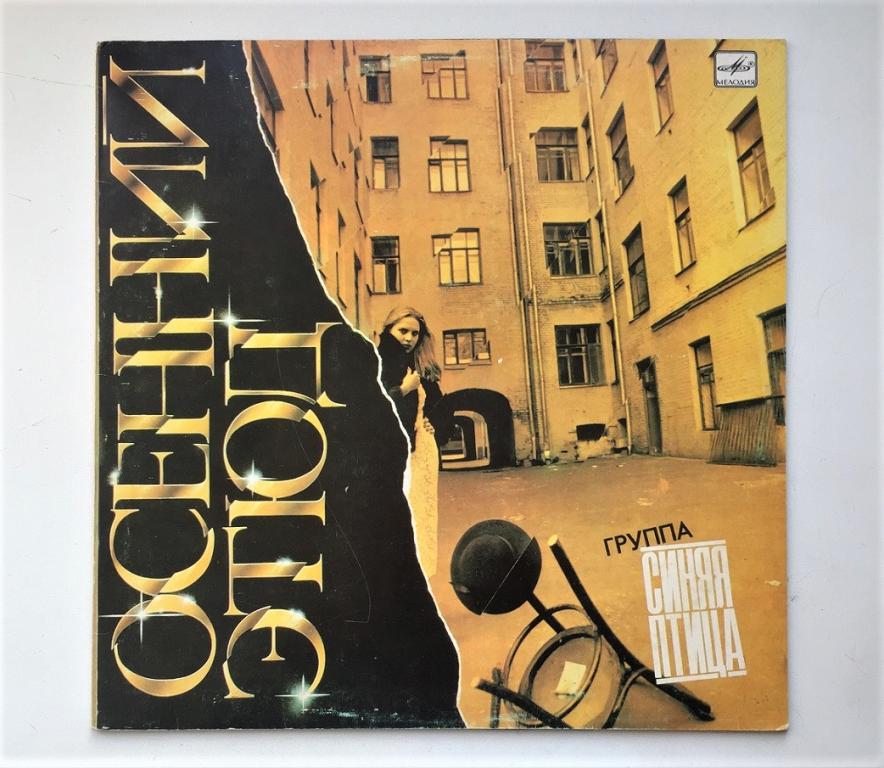 ОСЕННИЙ
ЭТЮД
МЕЛОДИЯ
ГРУППА
СИНЯЯ
ПТИЦА